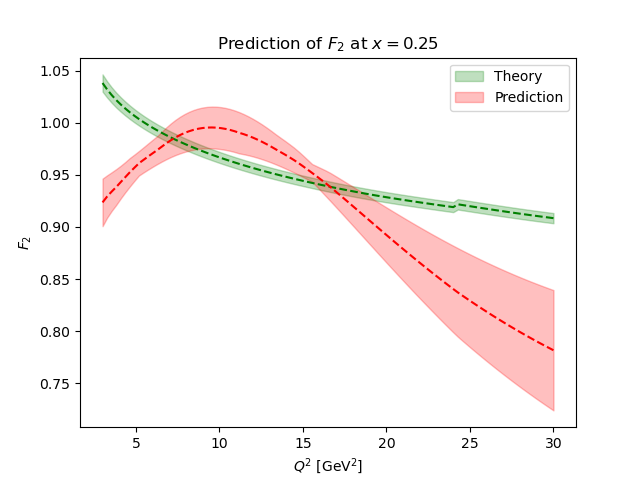 Prediction of F₂ at x = 0.25
Theory
Prediction
1.05
1.00
0.95
0.90
0.85
0.80
0.75
F₂
5 10 15 20 25 30
Q² [GeV²]